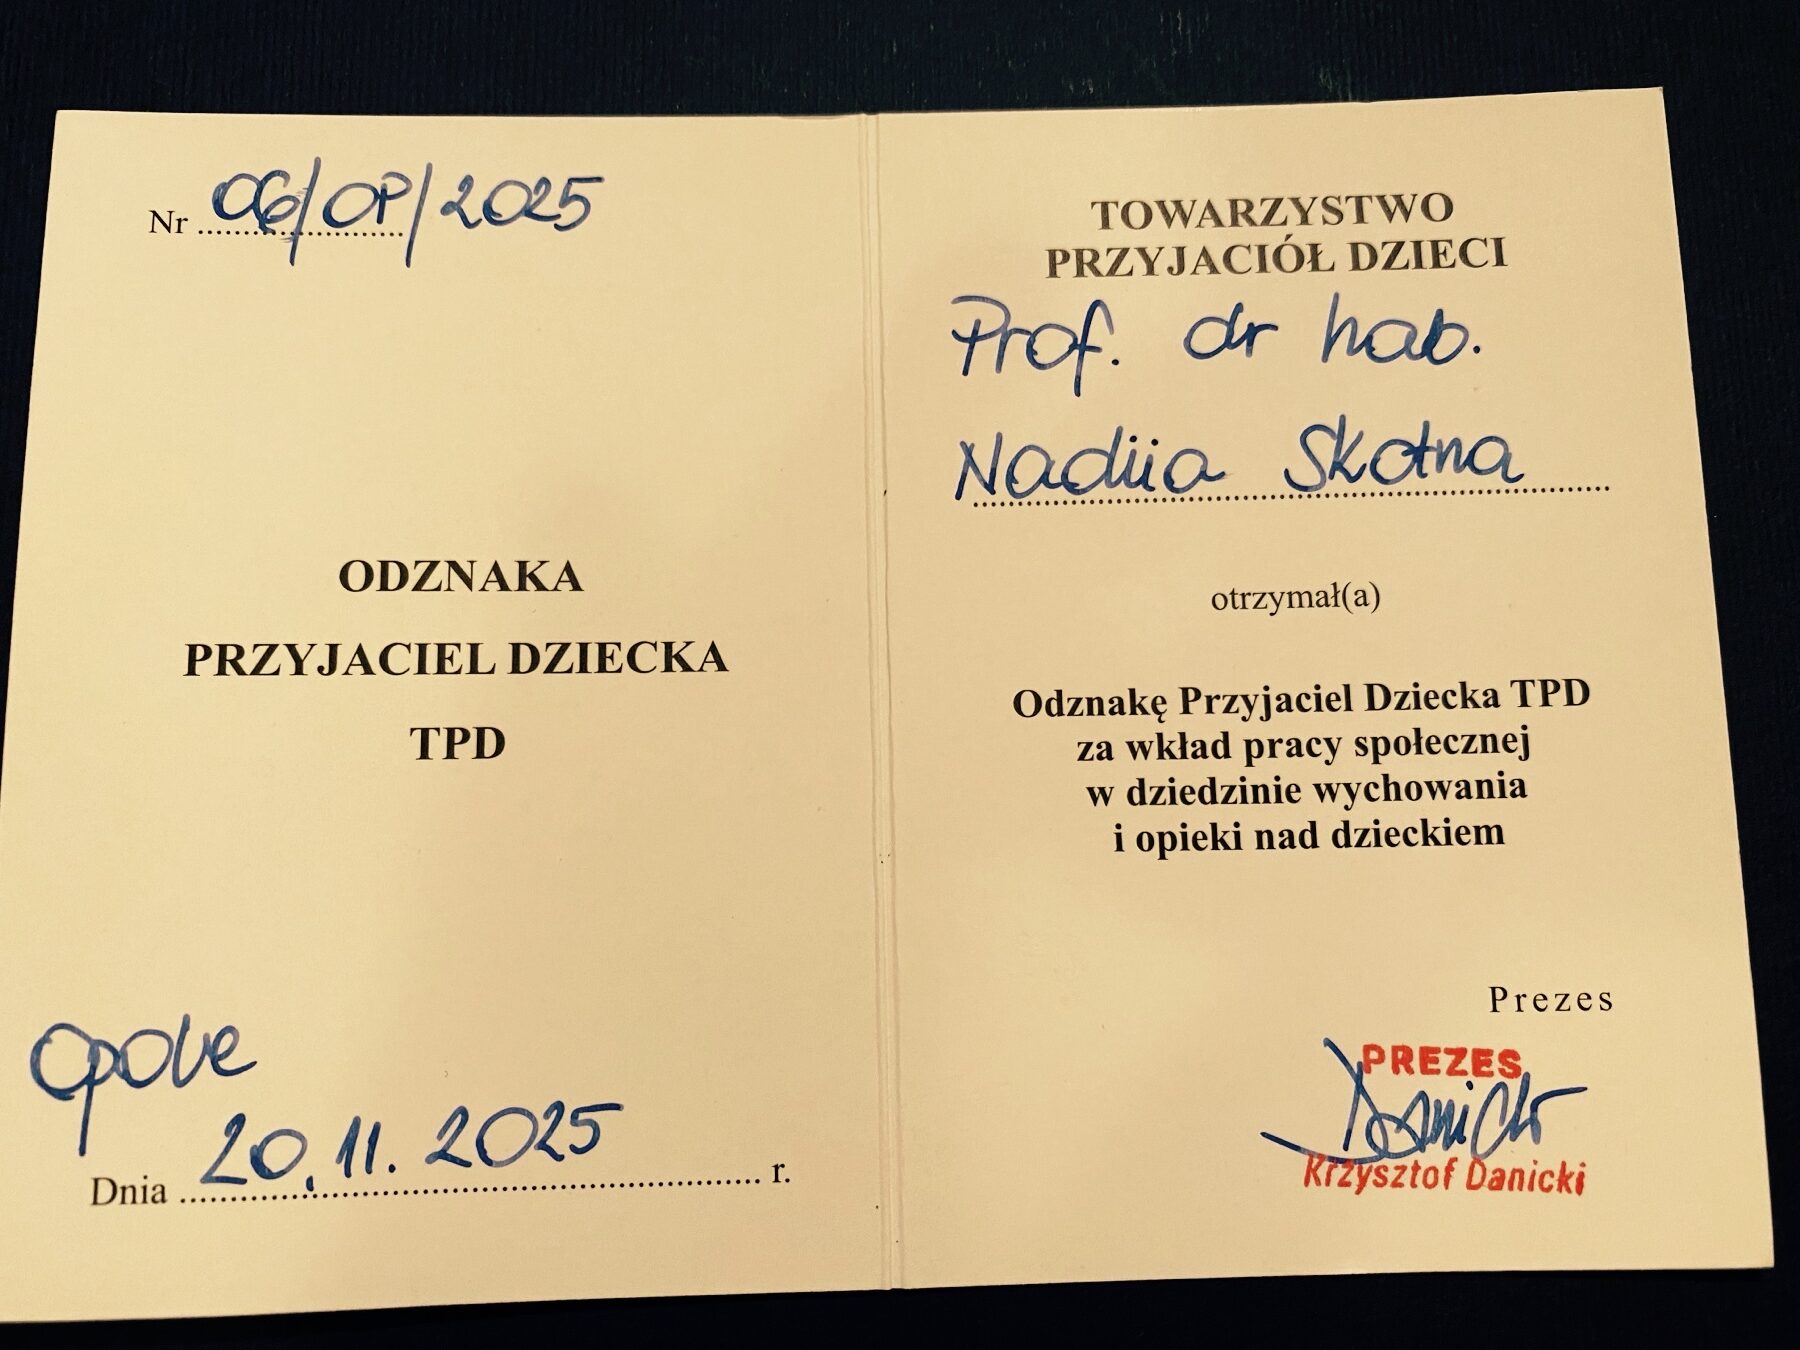 Nr 06/OP/2025
ODZNAKA
PRZYJACIEL DZIECKA
TPD
Opole
Dnia 20.11.2025 r.
TOWARZYSTWO
PRZYJACIÓŁ DZIECI
Prof. dr hab.
Nadiia Skotna
otrzymał(a)
Odznakę Przyjaciel Dziecka TPD
za wkład pracy społecznej
w dziedzinie wychowania
i opieki nad dzieckiem
Prezes
PREZES
Danicki
Krzysztof Danicki